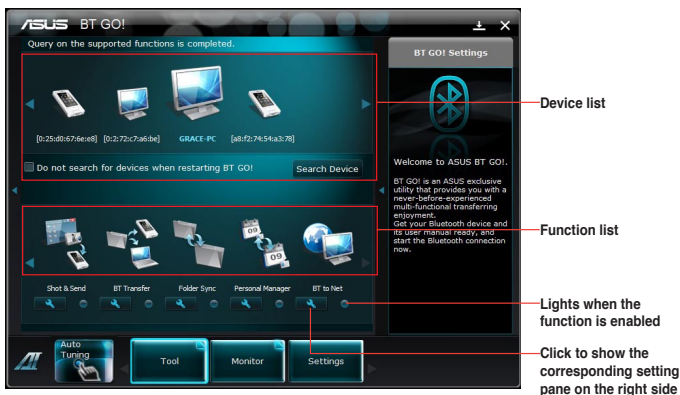 ASUS BT GO!
Query on the supported functions is completed.
BT GO! Settings
[0:25:d0:67:6e:e8] [0:2:72:c7:a6:be] GRACE-PC [a8:f2:74:54:a3:78]
Do not search for devices when restarting BT GO! Search Device
Welcome to ASUS BT GO!.
BT GO! is an ASUS exclusive
utility that provides you with a
never-before-experienced
multi-functional transferring
enjoyment.
Get your Bluetooth device and
its user manual ready, and
start the Bluetooth connection
now.
09
09
Shot & Send BT Transfer Folder Sync Personal Manager BT to Net
Auto
Tuning
Tool Monitor Settings
Device list
Function list
Lights when the
function is enabled
Click to show the
corresponding setting
pane on the right side